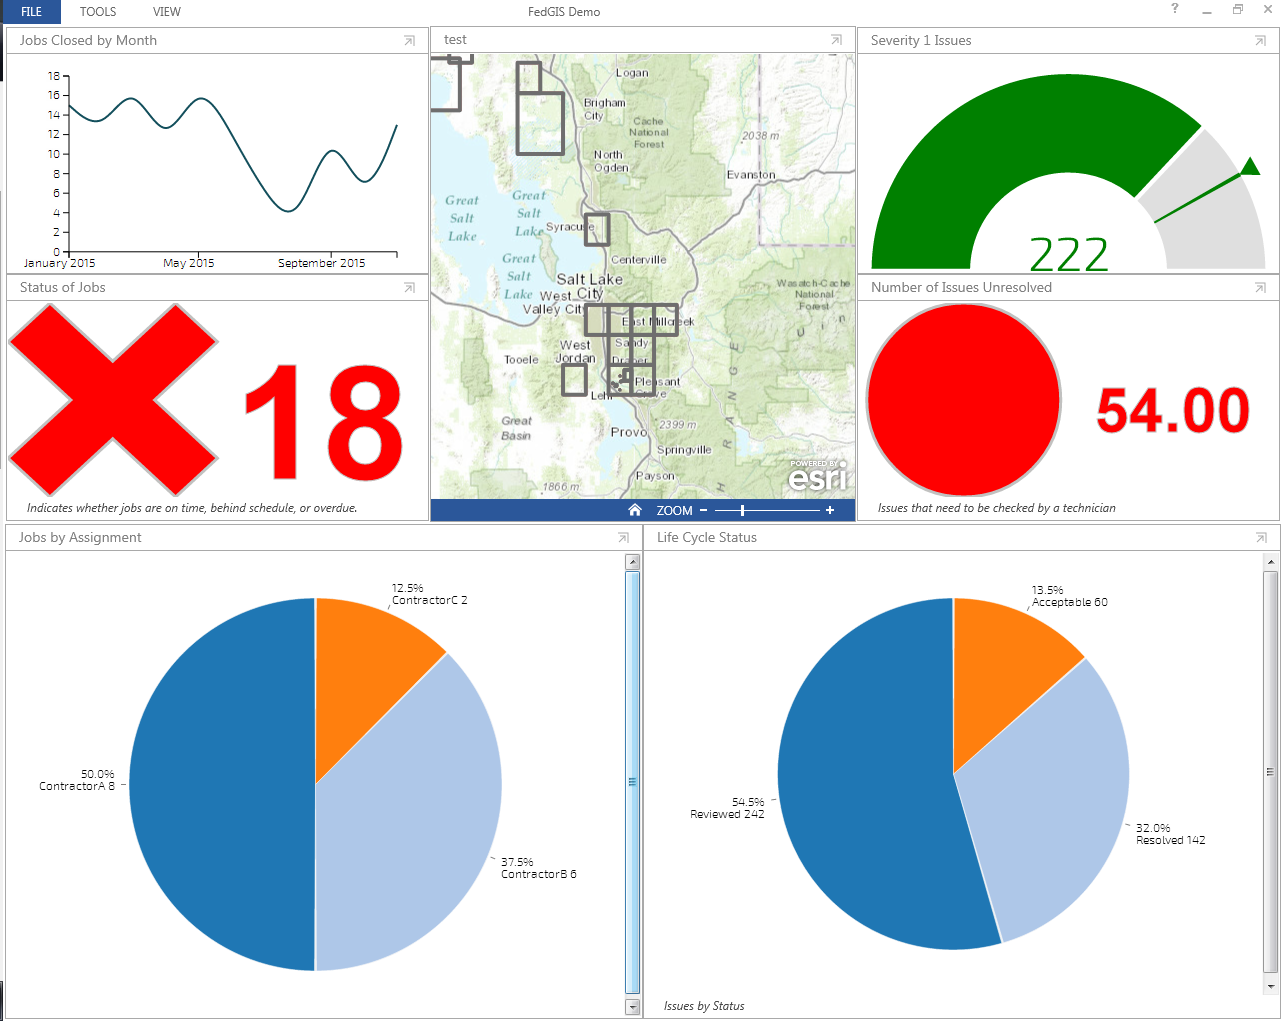 FILE TOOLS VIEW FedGIS Demo ?
Jobs Closed by Month
18
16
14
12
10
8
6
4
2
0
January 2015 May 2015 September 2015
test
Logan
Brigham
City
Cache
National
Forest
2038 m
North
Ogden
Evanston
Great
Salt
Lake
Great
Salt
Lake
Syracuse
Great
Salt
Lake
Centerville
Salt Lake
City
West
Valley City
Wasatch-Cache
National
Forest
East Millcreek
Sandy
West
Jordan
Tooele
Draper
Pleasant
Grove
Lehi
Great
Basin
Provo
2399 m
Springville
Payson
1866 m
R A N G E
U i n
POWERED BY
esri
ZOOM
Severity 1 Issues
222
Status of Jobs
18
Indicates whether jobs are on time, behind schedule, or overdue.
Number of Issues Unresolved
54.00
Issues that need to be checked by a technician
Jobs by Assignment
12.5%
ContractorC 2
50.0%
ContractorA 8
37.5%
ContractorB 6
Life Cycle Status
13.5%
Acceptable 60
54.5%
Reviewed 242
32.0%
Resolved 142
Issues by Status